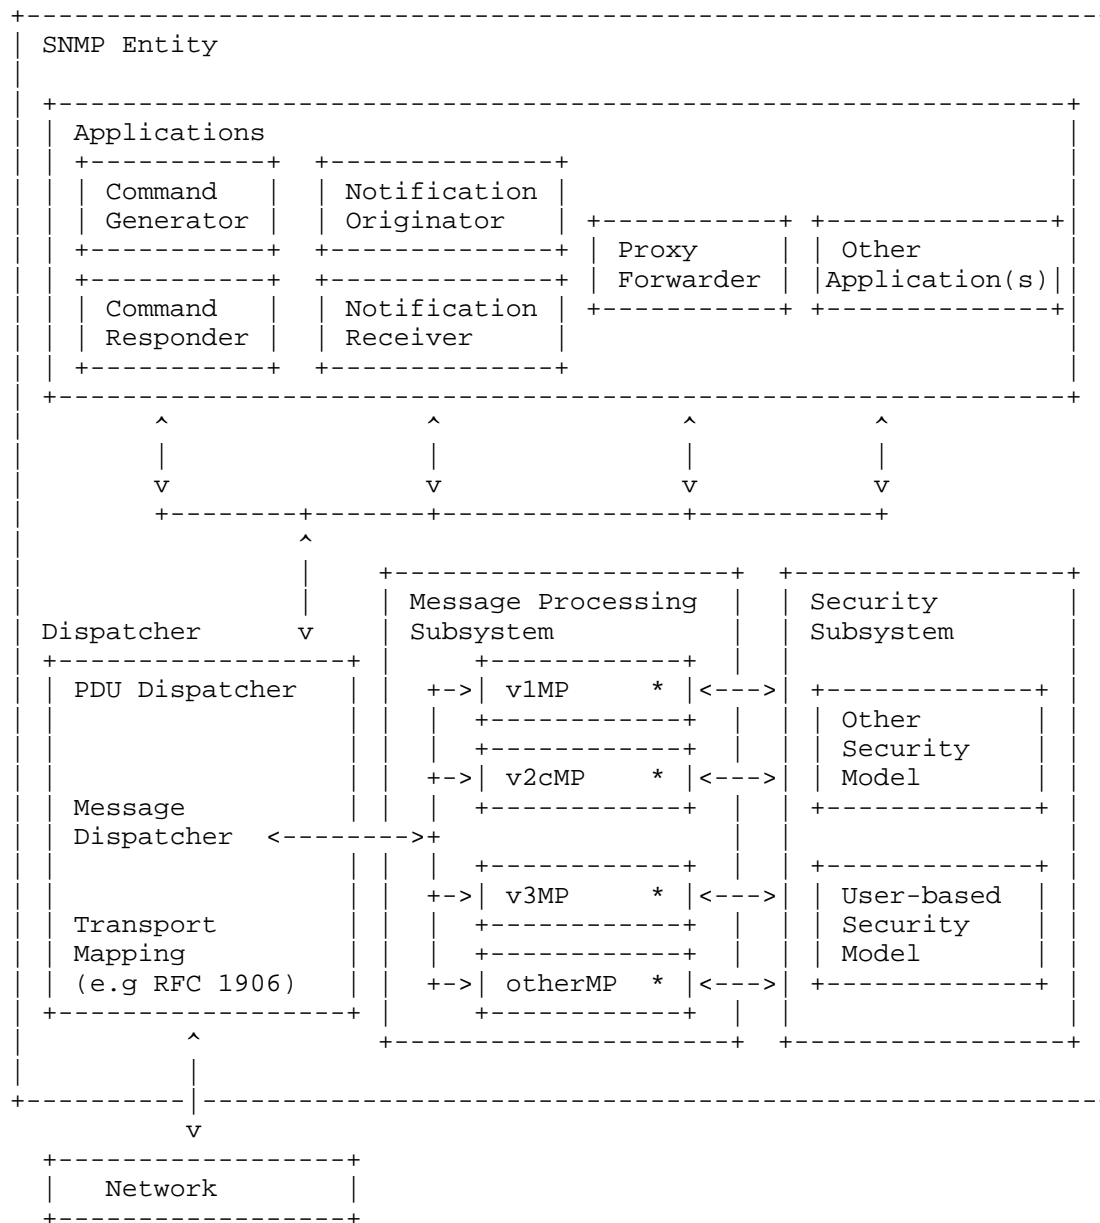 +------------------------------------------------------------------
| SNMP Entity
|
| +---------------------------------------------------------------+
| | Applications                                                  |
| | +-----------+  +--------------+                               |
| | | Command   |  | Notification |                               |
| | | Generator |  | Originator   | +-----------+ +--------------+|
| | +-----------+  +--------------+ | Proxy     | | Other        |
| | +-----------+  +--------------+ | Forwarder | |Application(s)||
| | | Command   |  | Notification | +-----------+ +--------------+|
| | | Responder |  | Receiver     |                               |
| | +-----------+  +--------------+                               |
| +---------------------------------------------------------------+
|        ^                ^               ^           ^
|        |                |               |           |
|        v                v               v           v
|        +--------+-------+---------------+-----------+
|                 ^
|                 |    +---------------------+  +-----------------+
|                 |    | Message Processing  |  | Security        |
| Dispatcher      v    | Subsystem           |  | Subsystem       |
| +------------------+ |     +------------+  |  |                 |
| | PDU Dispatcher   | |  +->| v1MP     * |<--->| +-------------+ |
| |                  | |  |  +------------+  |  | | Other       | |
| |                  | |  |  +------------+  |  | | Security    | |
| |                  | |  +->| v2cMP    * |<--->| | Model       | |
| | Message          | |  |  +------------+  |  | +-------------+ |
| | Dispatcher  <--------->+                 |  |                 |
| |                  | |  |  +------------+  |  | +-------------+ |
| |                  | |  +->| v3MP     * |<--->| | User-based  | |
| | Transport        | |  |  +------------+  |  | | Security    | |
| | Mapping          | |  |  +------------+  |  | | Model       | |
| | (e.g RFC 1906)   | |  +->| otherMP  * |<--->| +-------------+ |
| +------------------+ |     +------------+  |  |                 |
|          ^           +---------------------+  +-----------------+
|          |
+----------|-------------------------------------------------------
           v
  +------------------+
  |   Network        |
  +------------------+